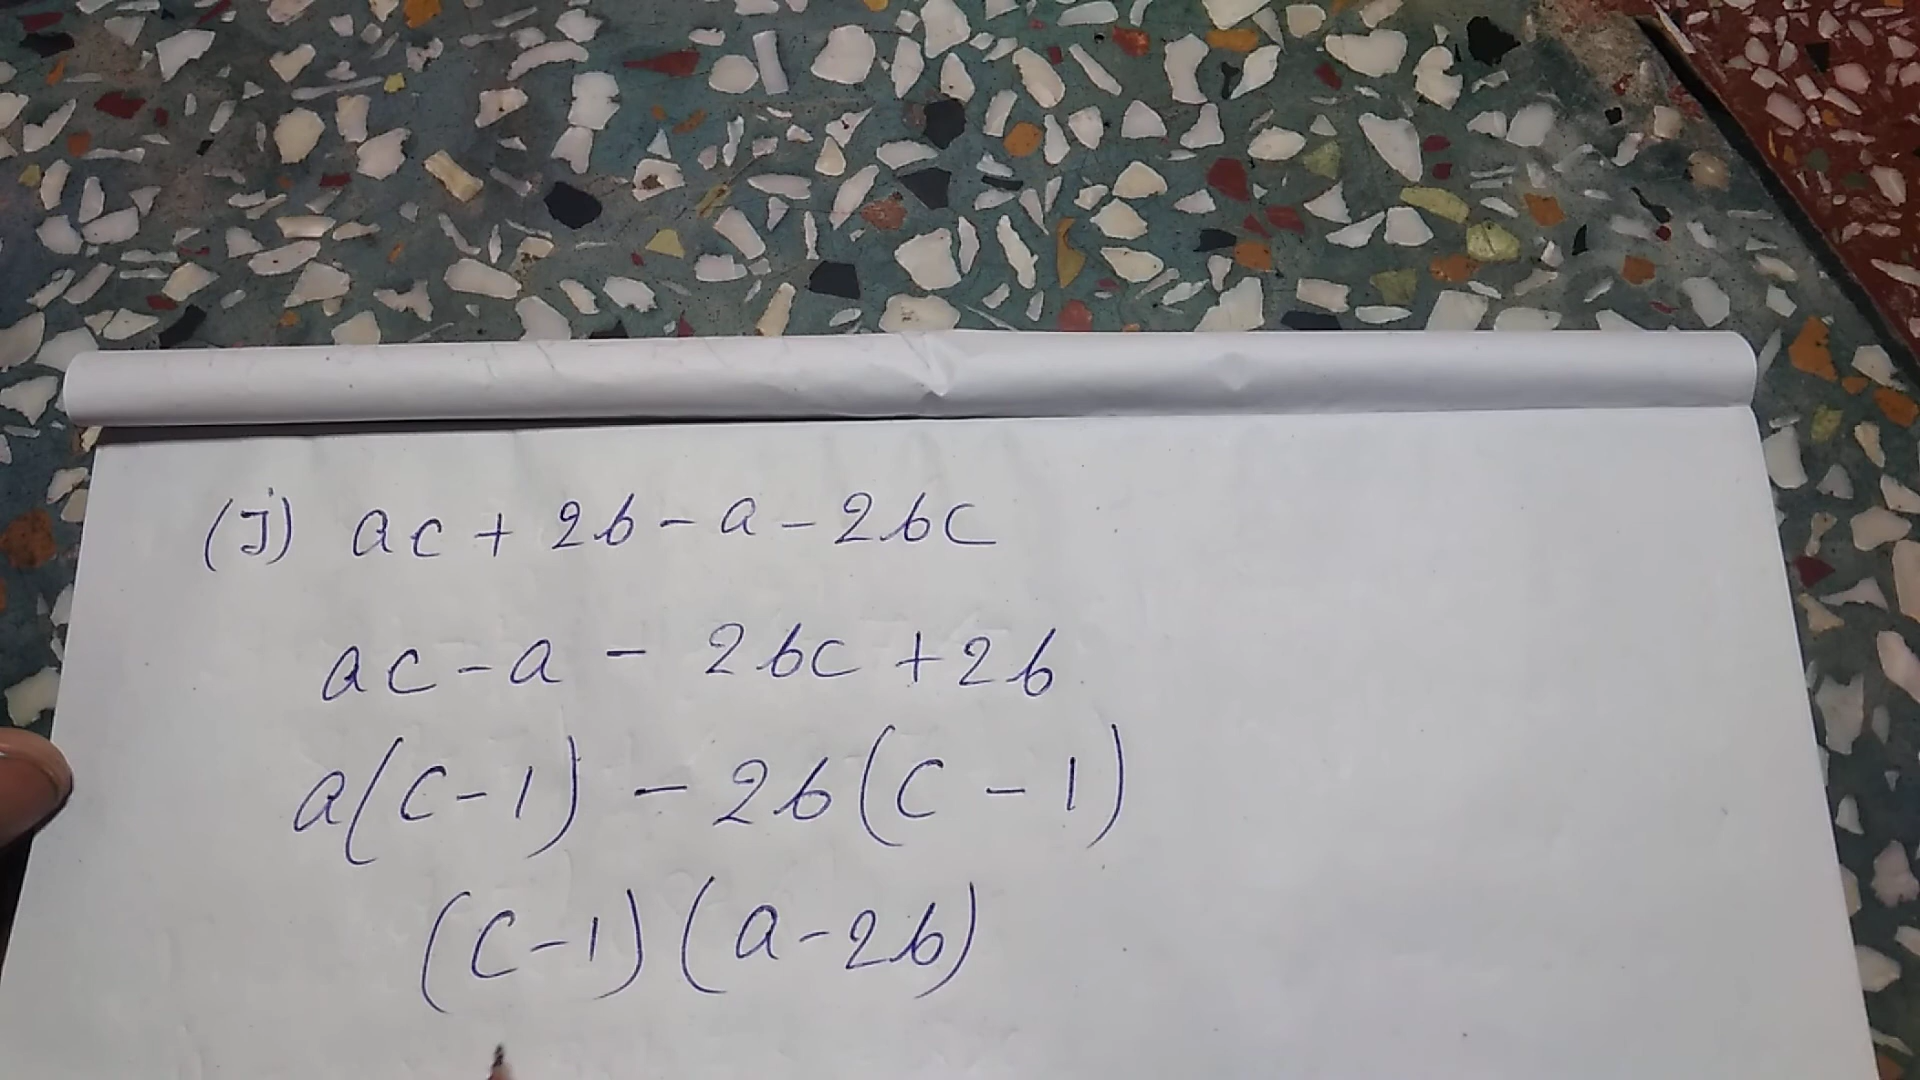 (J) ac + 2b - a - 2bc
ac - a - 2bc + 2b
a(c - 1) - 2b(c - 1)
(c - 1) (a - 2b)